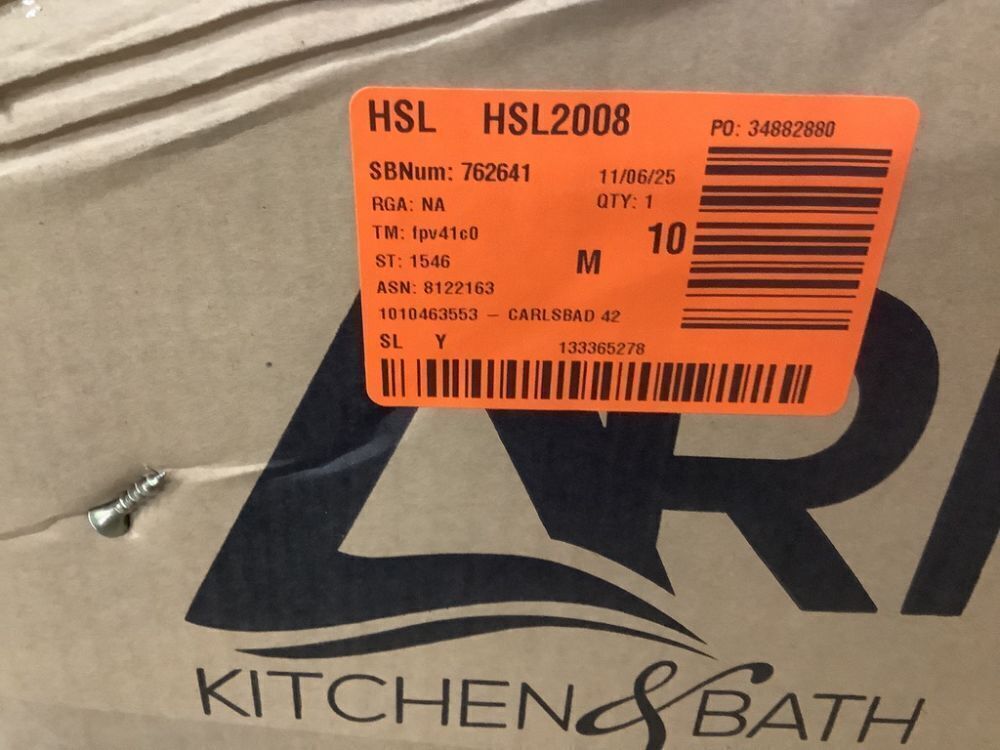 HSL HSL2008
PO: 34882880
SBNum: 762641 11/06/25
RGA: NA QTY: 1
TM: fpv41c0 10
ST: 1546 M
ASN: 8122163
1010463553 – CARLSBAD 42
SL Y 133365278
ARI
KITCHEN & BATH